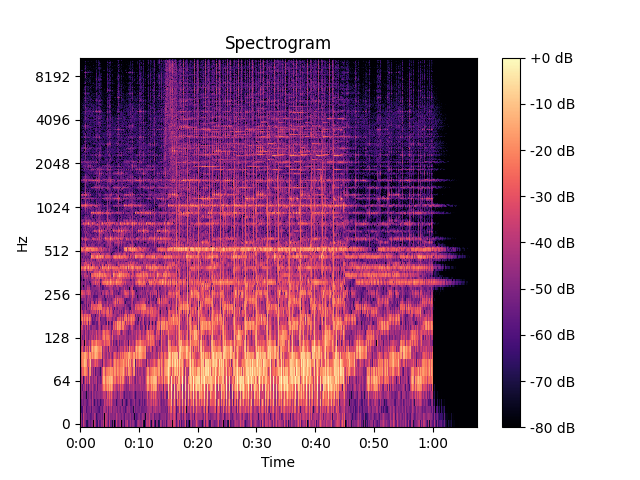 Spectrogram
Hz
8192
4096
2048
1024
512
256
128
64
0
0:00 0:10 0:20 0:30 0:40 0:50 1:00
Time
+0 dB
-10 dB
-20 dB
-30 dB
-40 dB
-50 dB
-60 dB
-70 dB
-80 dB